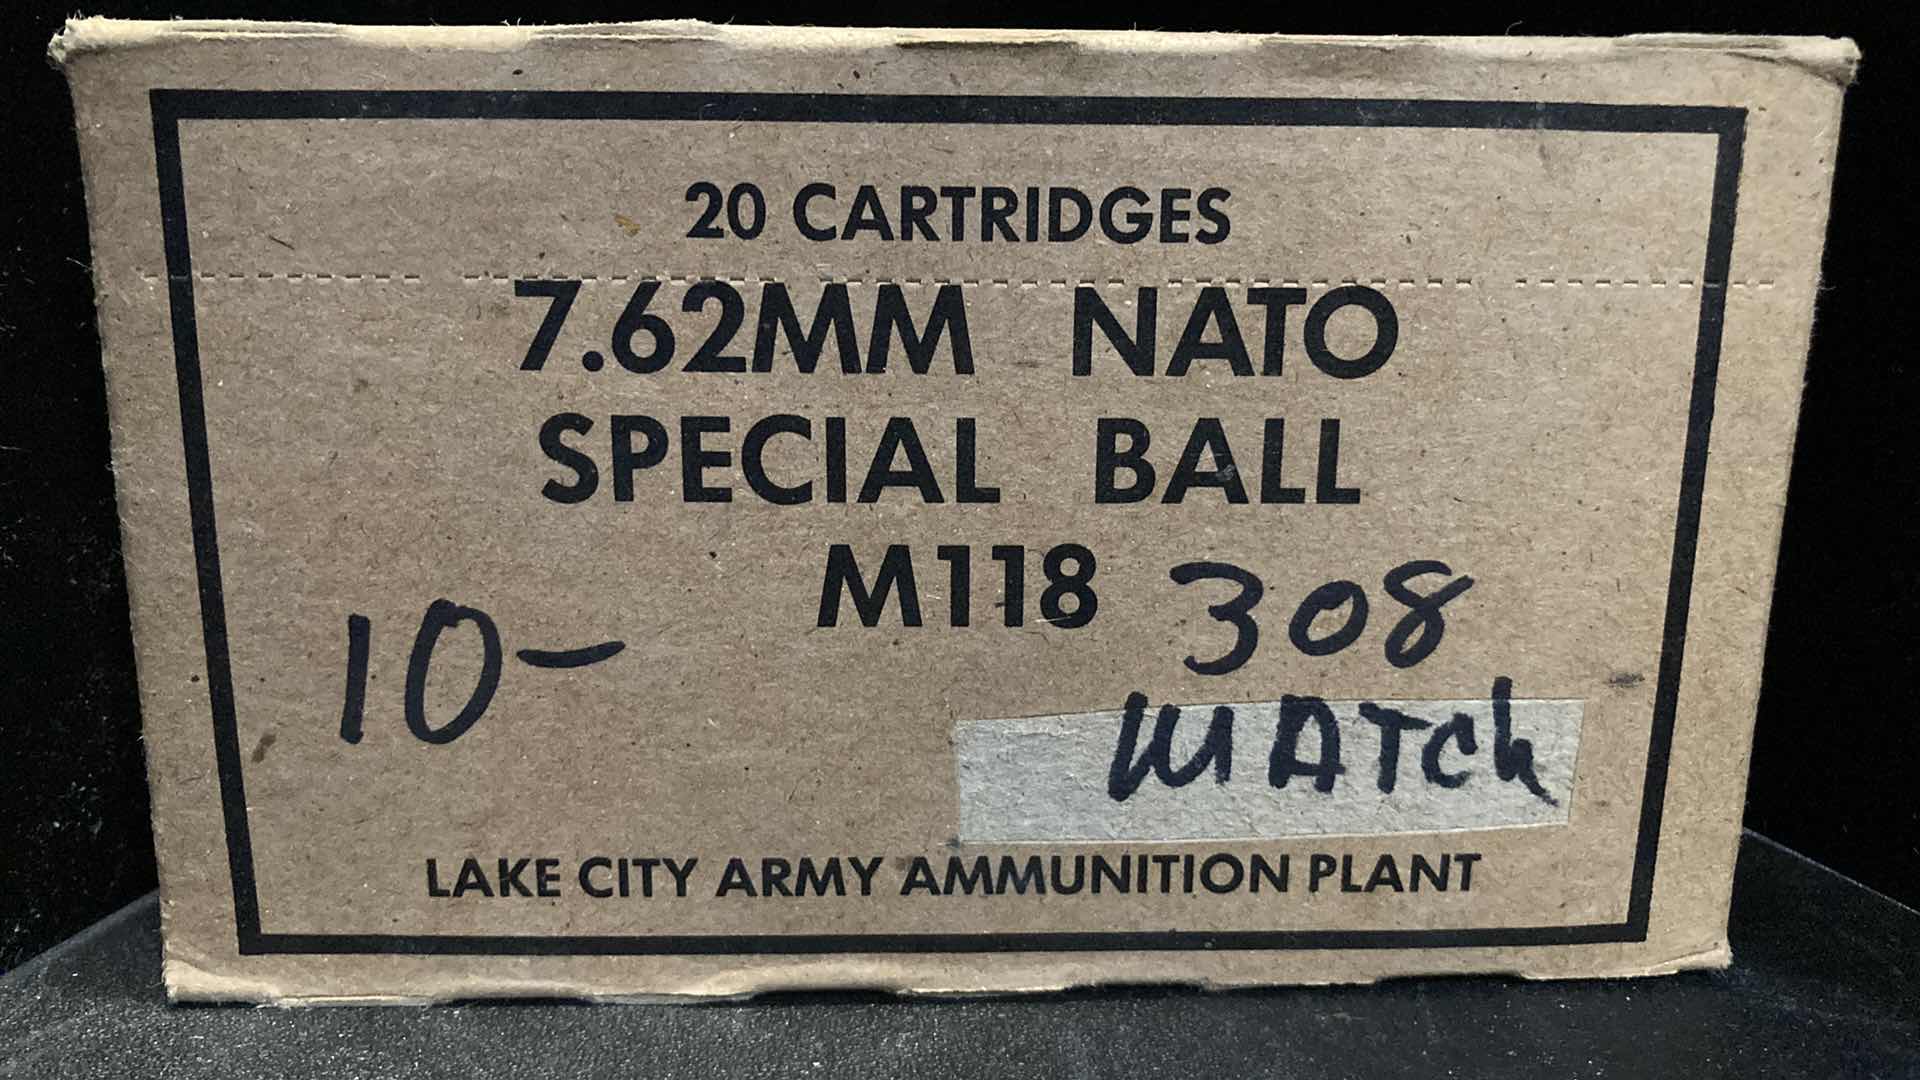 20 CARTRIDGES
7.62MM NATO
SPECIAL BALL
M118
308
10-
MATCh
LAKE CITY ARMY AMMUNITION PLANT